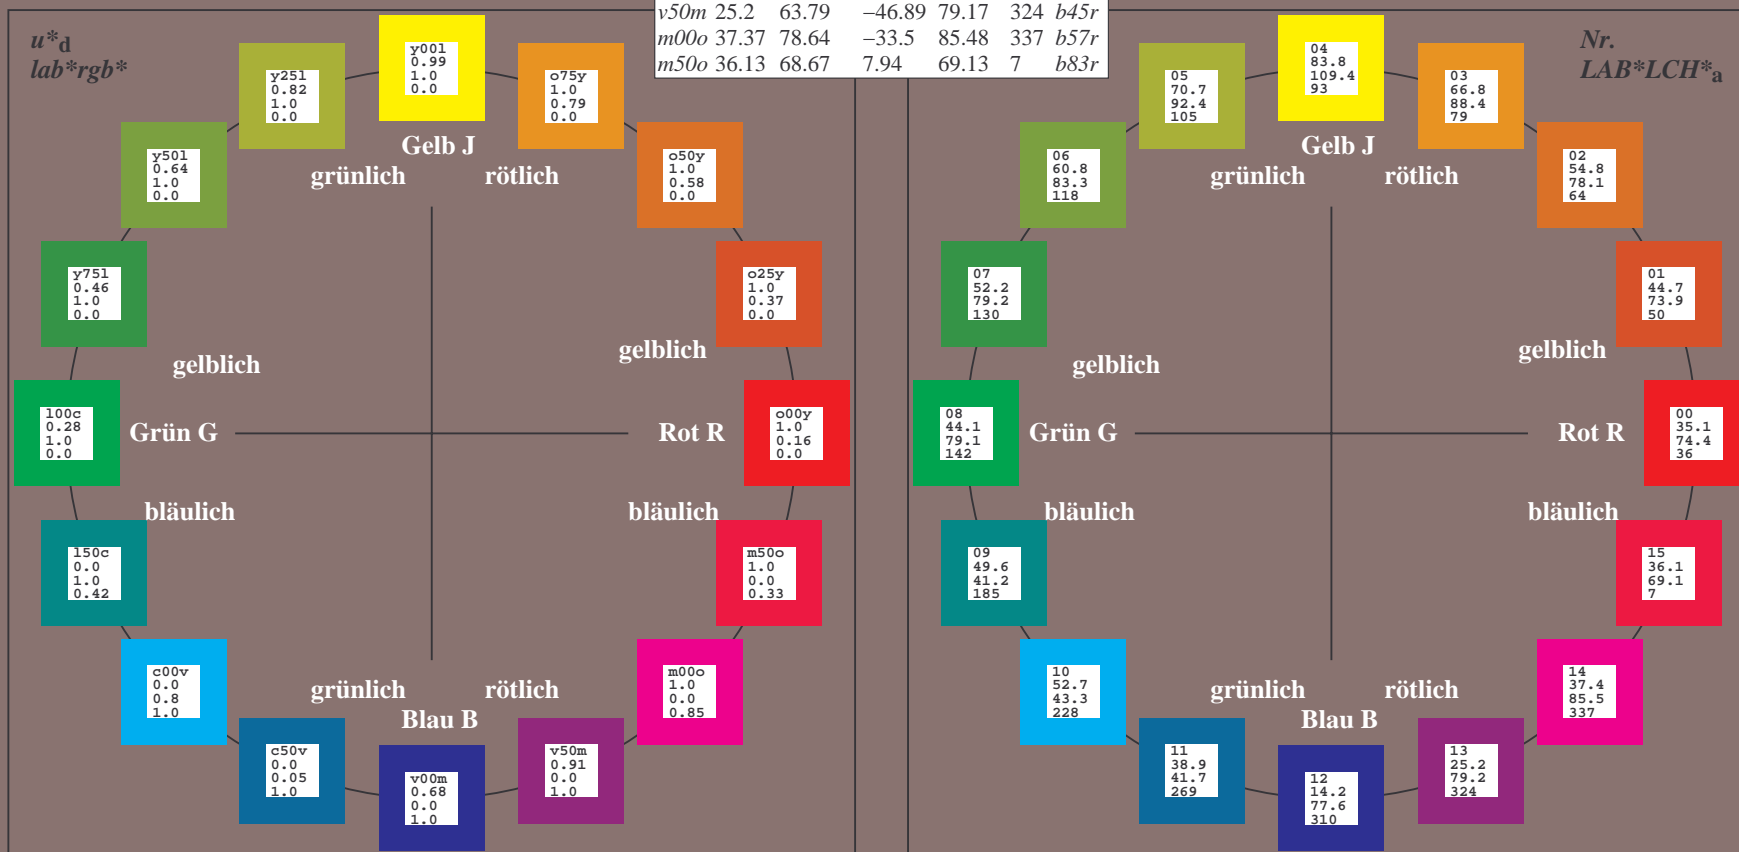 v50m 25.2 63.79 −46.89 79.17 324 b45r
m00o 37.37 78.64 −33.5 85.48 337 b57r
m50o 36.13 68.67 7.94 69.13 7 b83r
u*d
lab*rgb*
y00l
0.99
1.0
0.0
y25l
0.82
1.0
0.0
o75y
1.0
0.79
0.0
y50l
0.64
1.0
0.0
o50y
1.0
0.58
0.0
Gelb J
grünlich rötlich
y75l
0.46
1.0
0.0
o25y
1.0
0.37
0.0
gelblich
gelblich
l00c
0.28
1.0
0.0
Grün G
Rot R
o00y
1.0
0.16
0.0
bläulich
bläulich
l50c
0.0
1.0
0.42
m50o
1.0
0.0
0.33
c00v
0.0
0.8
1.0
m00o
1.0
0.0
0.85
grünlich rötlich
Blau B
c50v
0.0
0.05
1.0
v00m
0.68
0.0
1.0
v50m
0.91
0.0
1.0
Nr.
LAB*LCH*a
04
83.8
109.4
93
05
70.7
92.4
105
03
66.8
88.4
79
06
60.8
83.3
118
02
54.8
78.1
64
Gelb J
grünlich rötlich
07
52.2
79.2
130
01
44.7
73.9
50
gelblich
gelblich
08
44.1
79.1
142
Grün G
Rot R
00
35.1
74.4
36
bläulich
bläulich
09
49.6
41.2
185
15
36.1
69.1
7
10
52.7
43.3
228
14
37.4
85.5
337
grünlich rötlich
Blau B
11
38.9
41.7
269
12
14.2
77.6
310
13
25.2
79.2
324